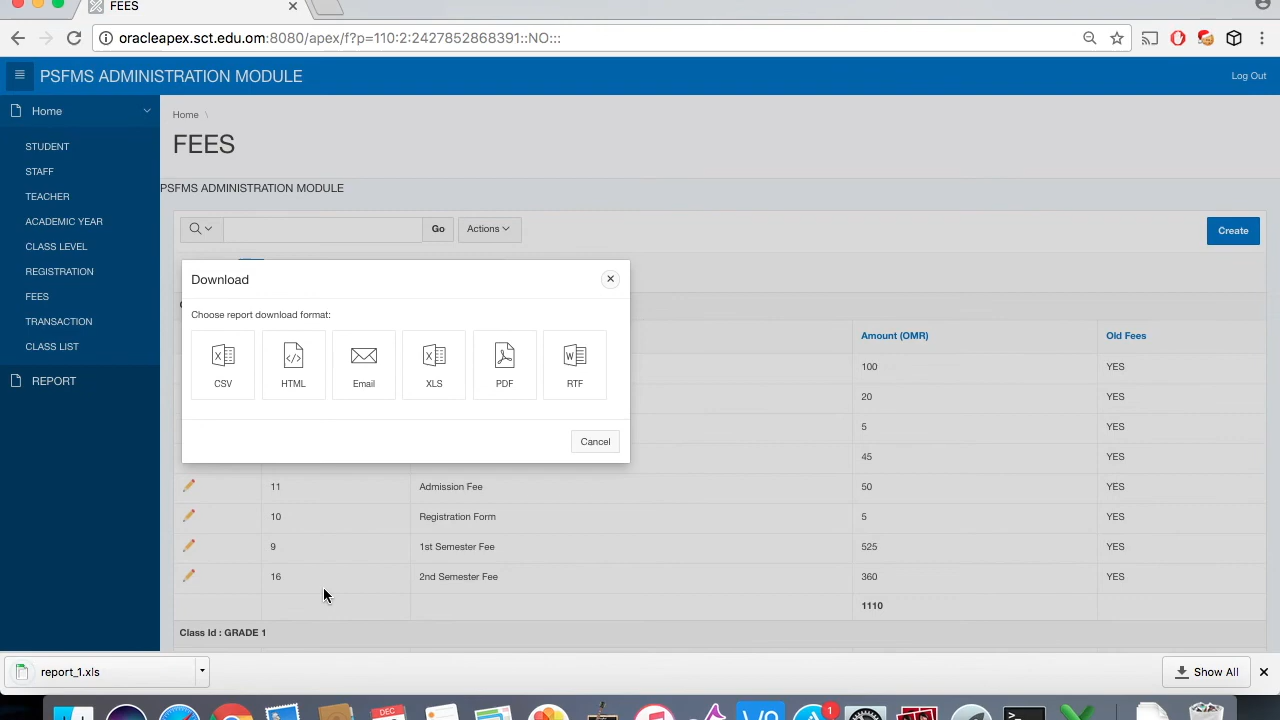 FEES
oracleapex.sct.edu.om:8080/apex/f?p=110:2:2427852868391::NO:::
PSFMS ADMINISTRATION MODULE
Log Out
Home
STUDENT
STAFF
TEACHER
ACADEMIC YEAR
CLASS LEVEL
REGISTRATION
FEES
TRANSACTION
CLASS LIST
REPORT
Home \
FEES
PSFMS ADMINISTRATION MODULE
Go
Actions
Create
Download
Choose report download format:
CSV
HTML
Email
XLS
PDF
RTF
Cancel
Amount (OMR)
Old Fees
100
YES
20
YES
5
YES
45
YES
11
Admission Fee
50
YES
10
Registration Form
5
YES
9
1st Semester Fee
525
YES
16
2nd Semester Fee
360
YES
1110
Class Id : GRADE 1
report_1.xls
Show All
DEC
1